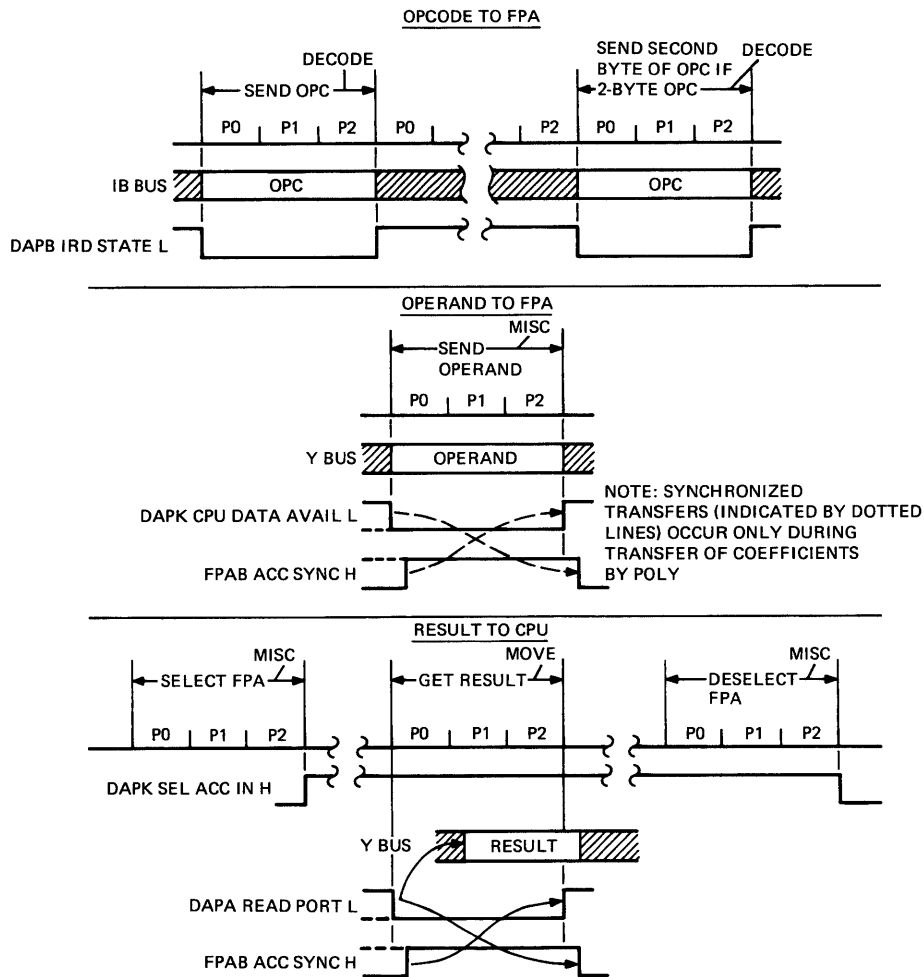 OPCODE TO FPA
DECODE
SEND OPC
SEND SECOND
BYTE OF OPC IF
2-BYTE OPC
DECODE
P0 P1 P2 P0 P2 P0 P1 P2
IB BUS OPC OPC
DAPB IRD STATE L
OPERAND TO FPA
MISC
SEND
OPERAND
P0 P1 P2
Y BUS OPERAND
DAPK CPU DATA AVAIL L
FPAB ACC SYNC H
NOTE: SYNCHRONIZED
TRANSFERS (INDICATED BY DOTTED
LINES) OCCUR ONLY DURING
TRANSFER OF COEFFICIENTS
BY POLY
RESULT TO CPU
MISC MOVE MISC
SELECT FPA GET RESULT DESELECT
FPA
P0 P1 P2 P0 P1 P2 P0 P1 P2
DAPK SEL ACC IN H
Y BUS RESULT
DAPA READ PORT L
FPAB ACC SYNC H